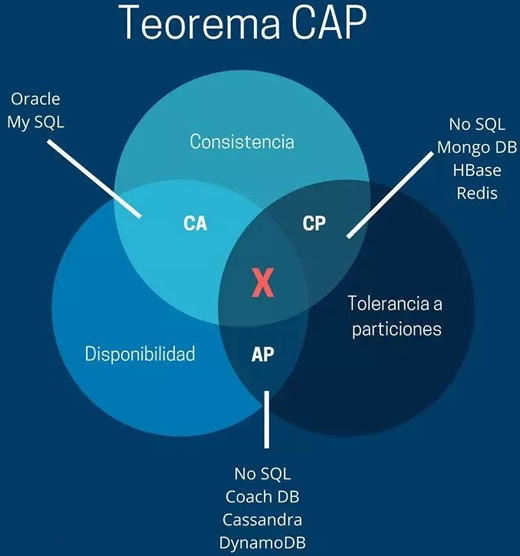 Teorema CAP
Oracle
My SQL
Consistencia
No SQL
Mongo DB
HBase
Redis
CA
CP
X
Tolerancia a
particiones
Disponibilidad
AP
No SQL
Coach DB
Cassandra
DynamoDB